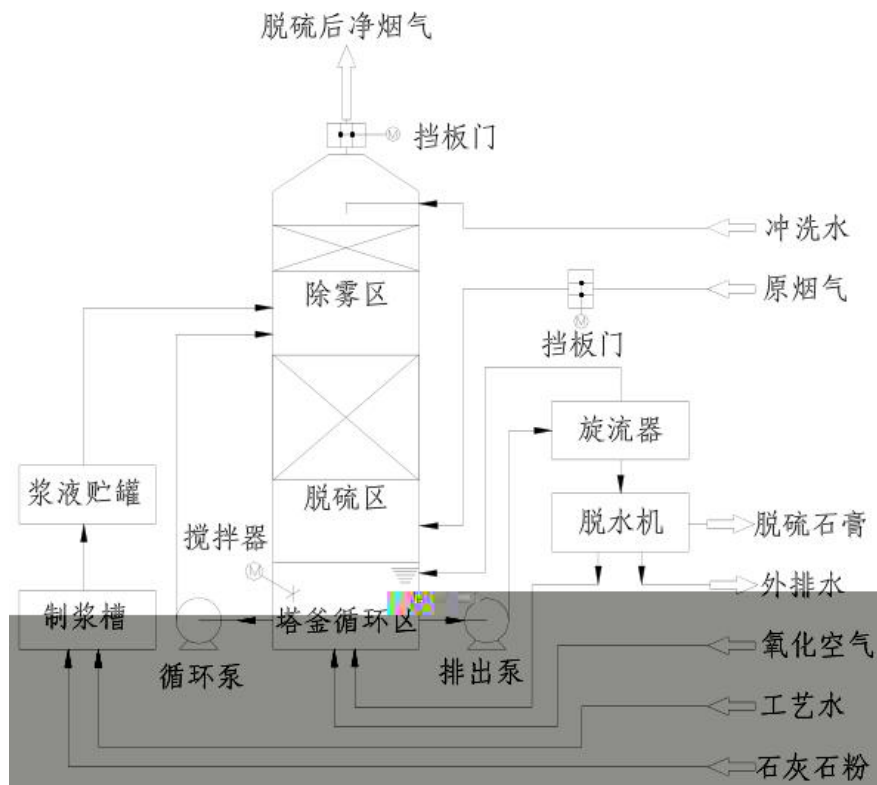 脱硫后净烟气
M
挡板门
冲洗水
除雾区
原烟气
M
挡板门
旋流器
浆液贮罐
脱硫区
脱水机
脱硫石膏
搅拌器
M
外排水
制浆槽
塔釜循环区
氧化空气
循环泵
排出泵
工艺水
石灰石粉